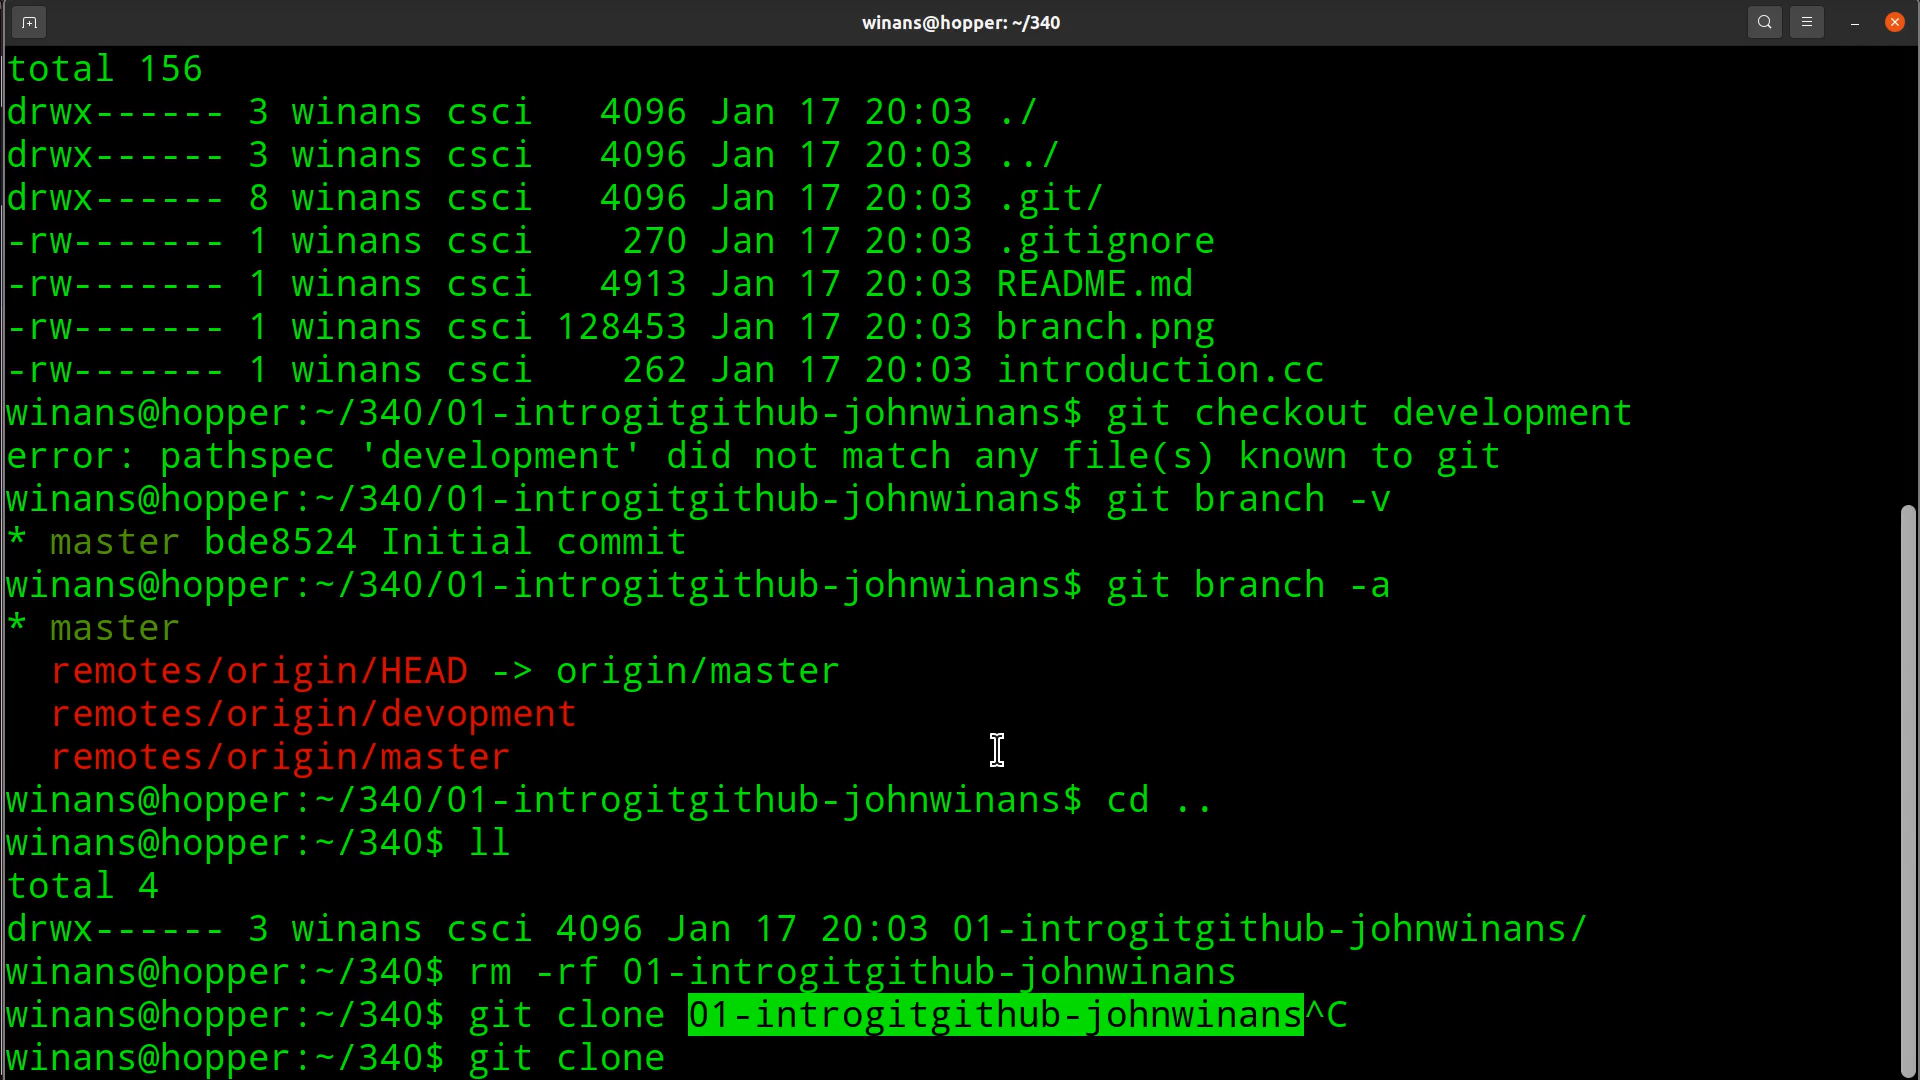 winans@hopper: ~/340
total 156
drwx------ 3 winans csci   4096 Jan 17 20:03 ./
drwx------ 3 winans csci   4096 Jan 17 20:03 ../
drwx------ 8 winans csci   4096 Jan 17 20:03 .git/
-rw------- 1 winans csci    270 Jan 17 20:03 .gitignore
-rw------- 1 winans csci   4913 Jan 17 20:03 README.md
-rw------- 1 winans csci 128453 Jan 17 20:03 branch.png
-rw------- 1 winans csci    262 Jan 17 20:03 introduction.cc
winans@hopper:~/340/01-introgitgithub-johnwinans$ git checkout development
error: pathspec 'development' did not match any file(s) known to git
winans@hopper:~/340/01-introgitgithub-johnwinans$ git branch -v
* master bde8524 Initial commit
winans@hopper:~/340/01-introgitgithub-johnwinans$ git branch -a
* master
  remotes/origin/HEAD -> origin/master
  remotes/origin/devopment
  remotes/origin/master
winans@hopper:~/340/01-introgitgithub-johnwinans$ cd ..
winans@hopper:~/340$ ll
total 4
drwx------ 3 winans csci 4096 Jan 17 20:03 01-introgitgithub-johnwinans/
winans@hopper:~/340$ rm -rf 01-introgitgithub-johnwinans
winans@hopper:~/340$ git clone 01-introgitgithub-johnwinans^C
winans@hopper:~/340$ git clone